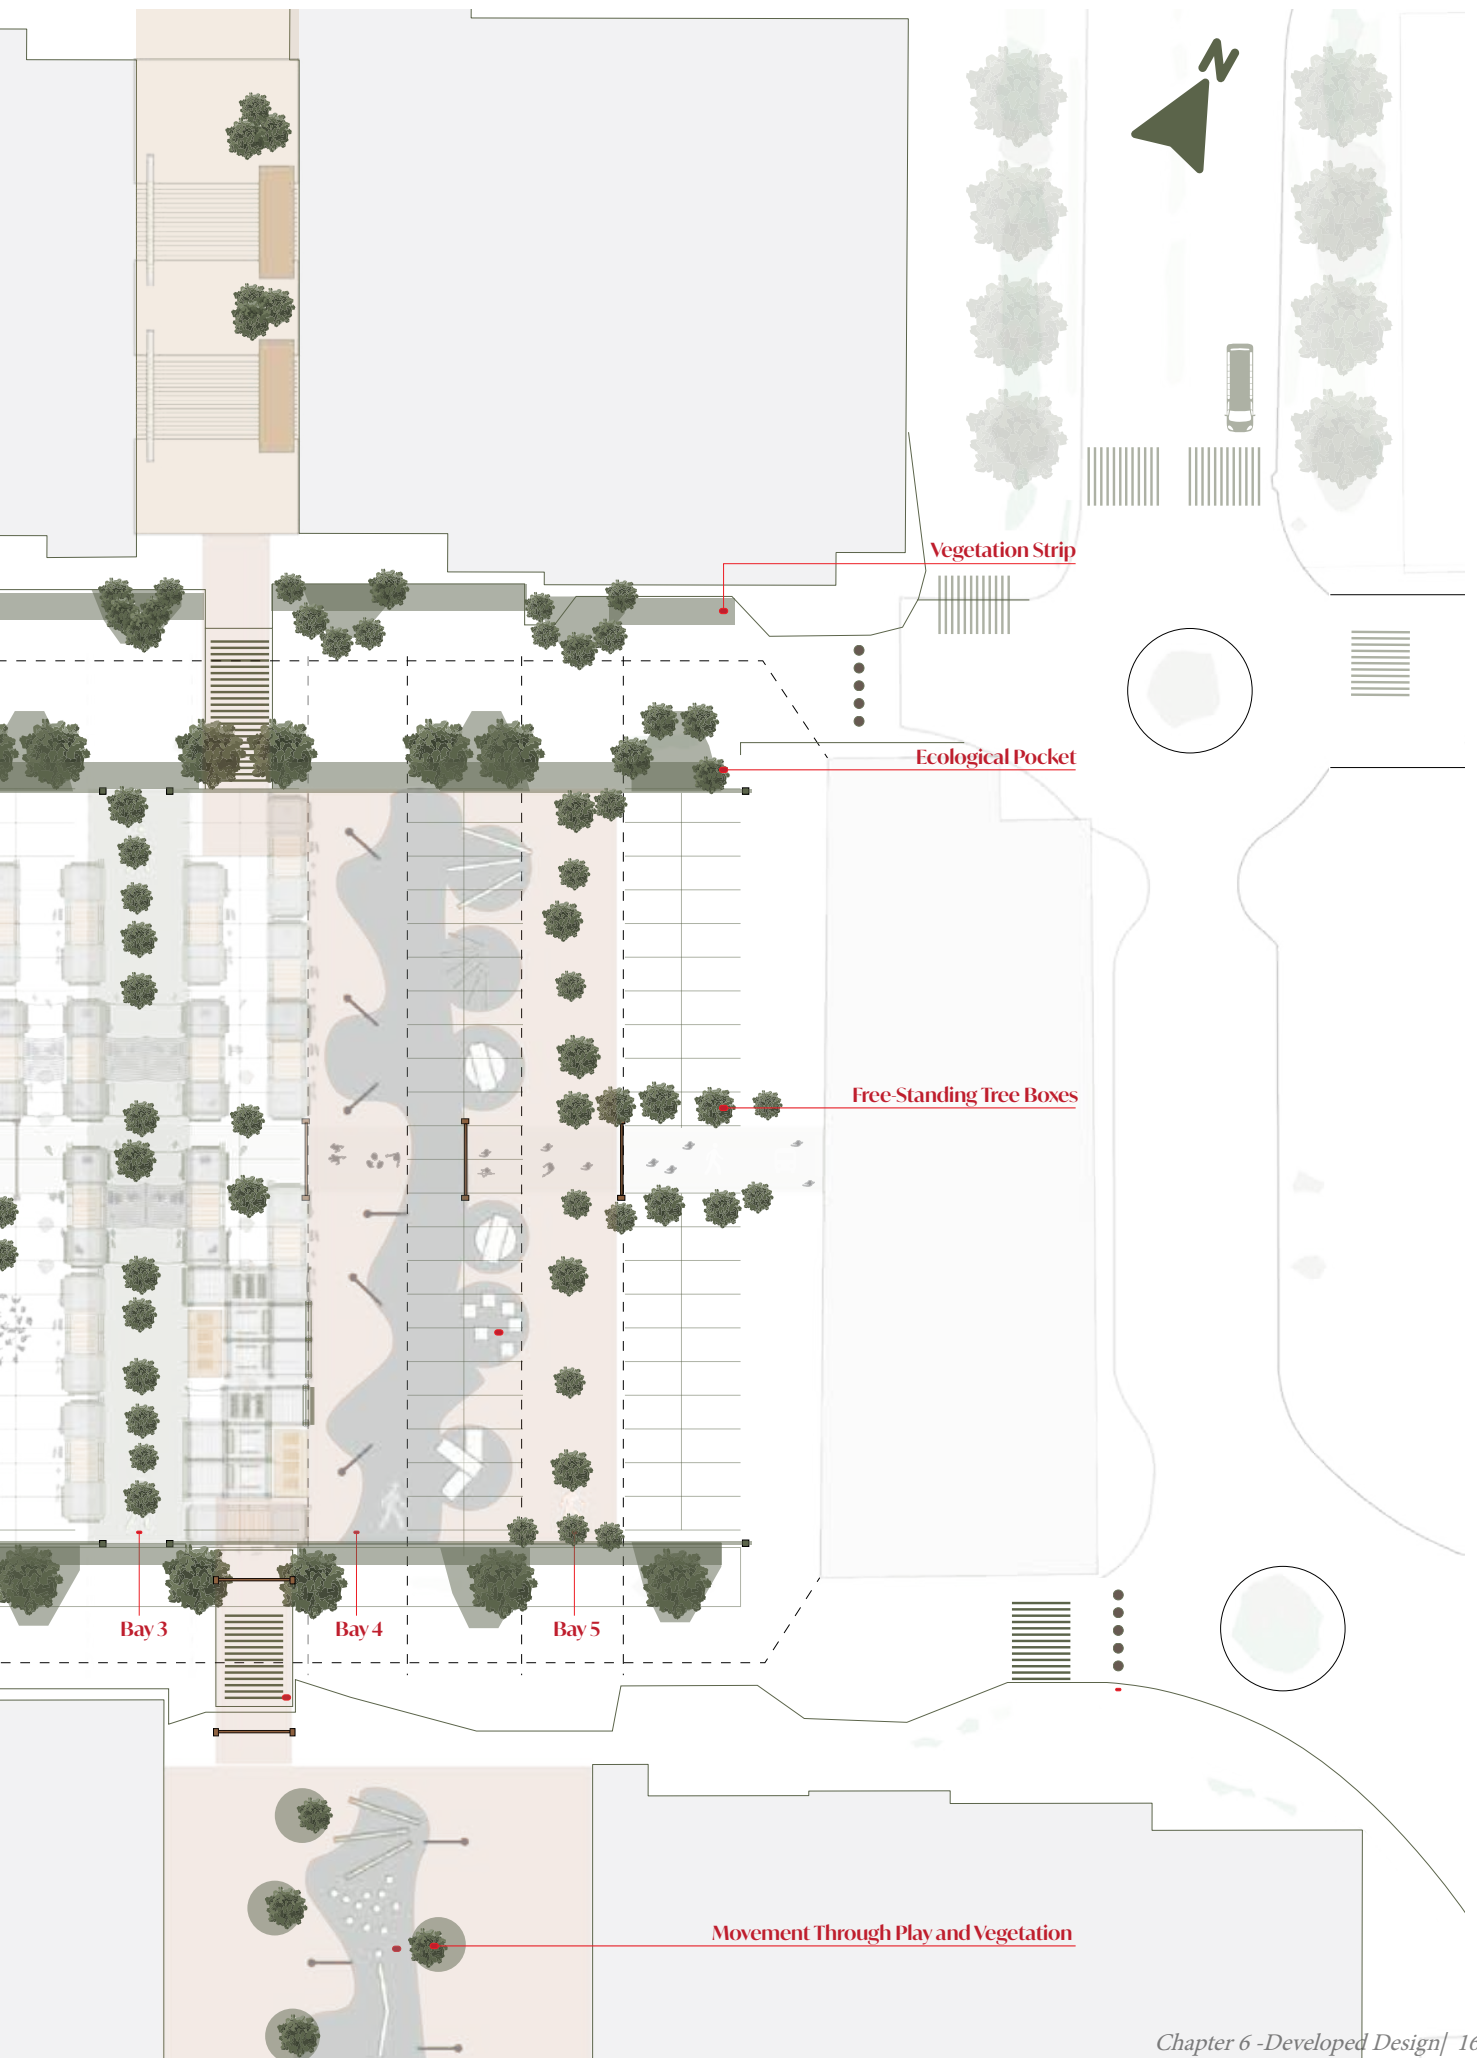 N
Vegetation Strip
Ecological Pocket
Free-Standing Tree Boxes
Bay 3
Bay 4
Bay 5
Movement Through Play and Vegetation
Chapter 6 -Developed Design| 16